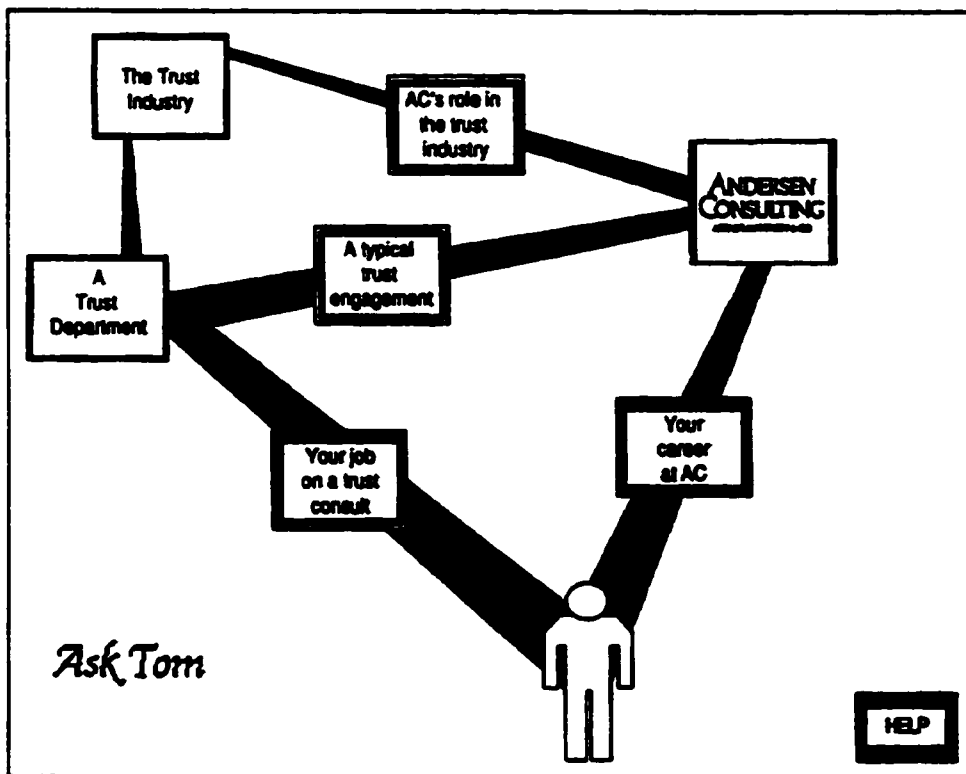 The Trust
Industry
AC's role in
the trust
industry
ANDERSEN
CONSULTING
A typical
trust
engagement
A
Trust
Department
Your job
on a trust
consult
Your
career
at AC
Ask Tom
HELP